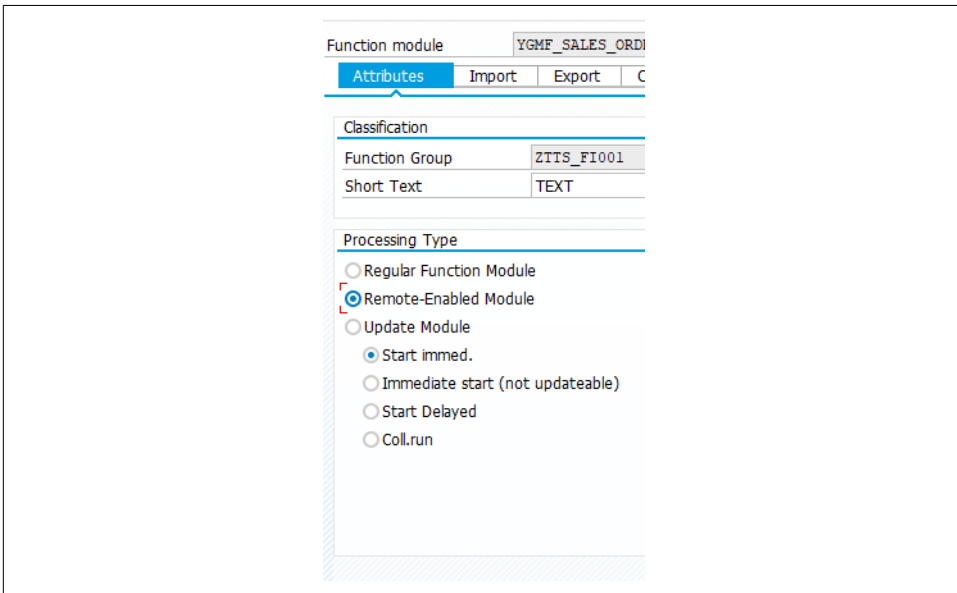 Function module YGMF_SALES_ORD
Attributes Import Export
Classification
Function Group ZTTS_FI001
Short Text TEXT
Processing Type
Regular Function Module
Remote-Enabled Module
Update Module
Start immed.
Immediate start (not updateable)
Start Delayed
Coll.run